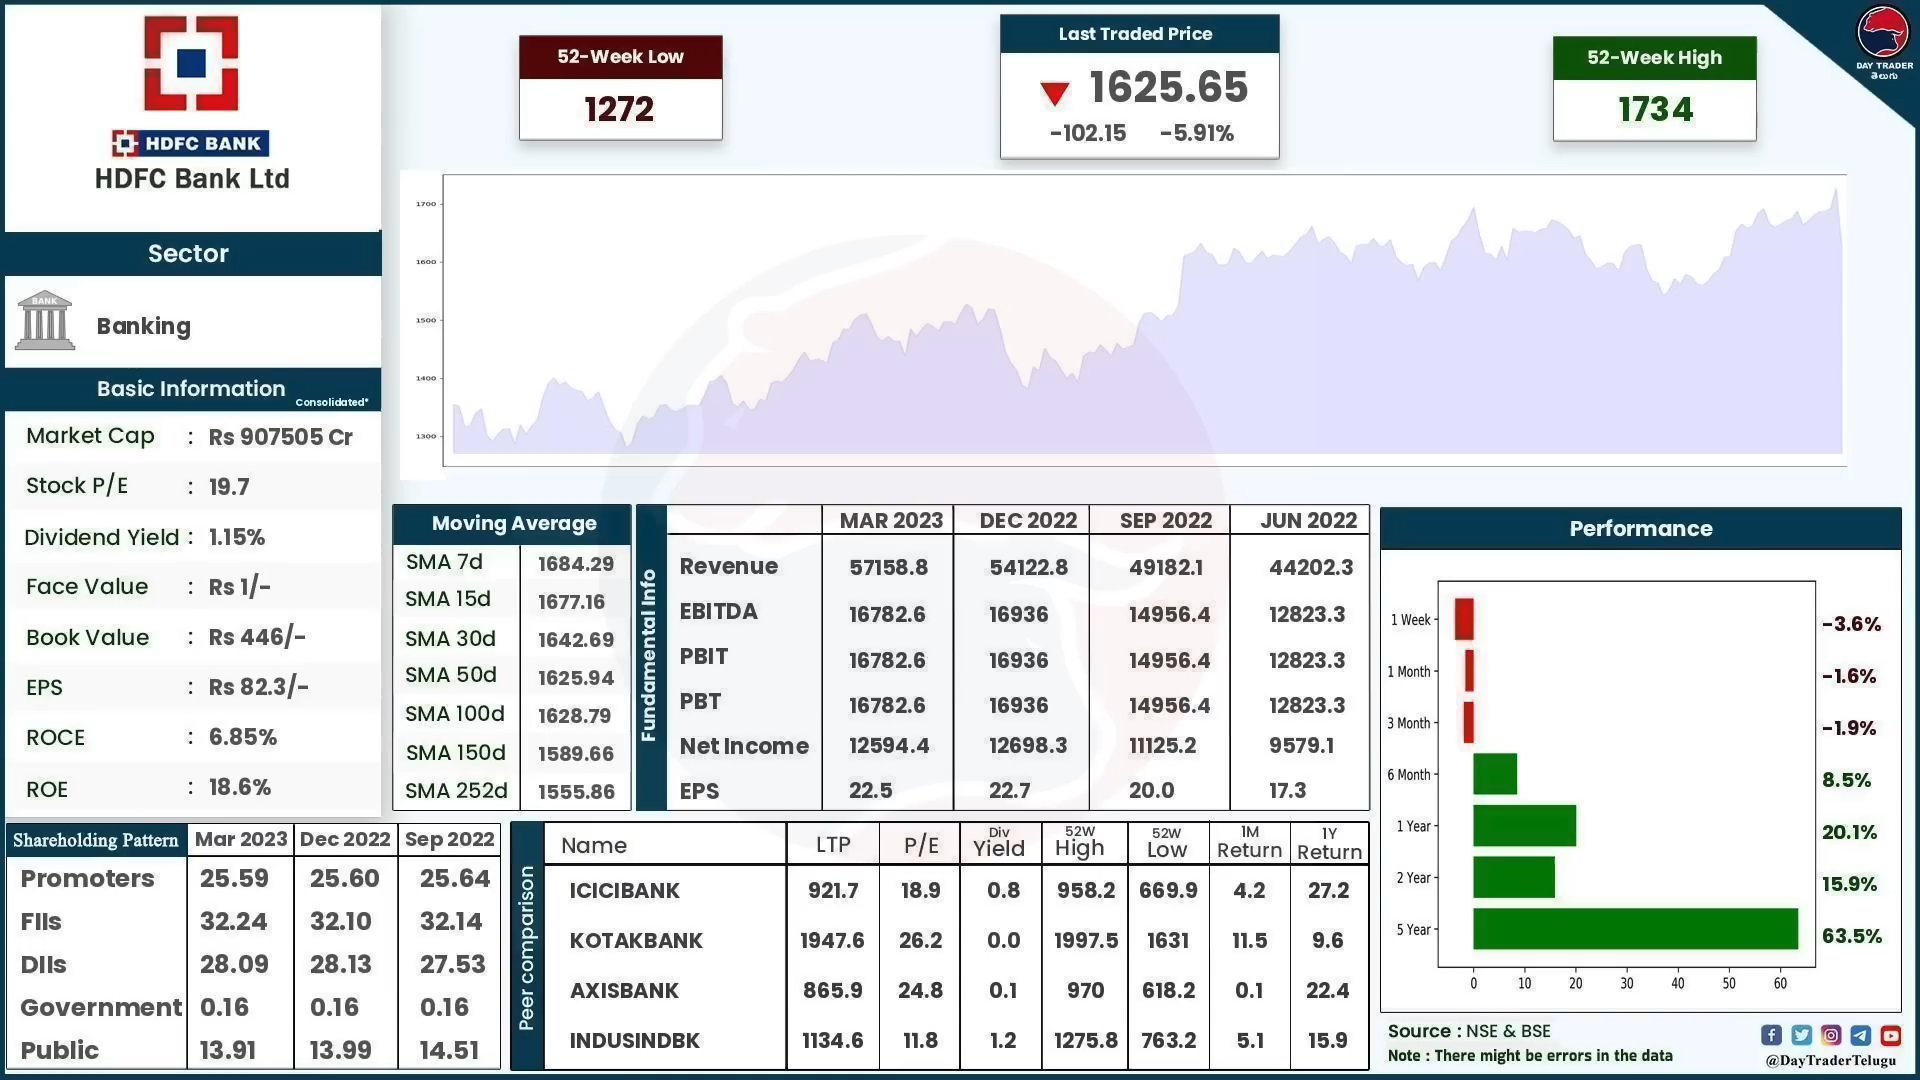 HDFC BANK
HDFC Bank Ltd
52-Week Low
1272
Last Traded Price
1625.65
-102.15 -5.91%
52-Week High
1734
DAY TRADER
తెలుగు
Sector
BANK
Banking
Basic Information
Consolidated*
Market Cap : Rs 907505 Cr
Stock P/E : 19.7
Dividend Yield : 1.15%
Face Value : Rs 1/-
Book Value : Rs 446/-
EPS : Rs 82.3/-
ROCE : 6.85%
ROE : 18.6%
1700
1600
1500
1400
1300
Moving Average
SMA 7d 1684.29
SMA 15d 1677.16
SMA 30d 1642.69
SMA 50d 1625.94
SMA 100d 1628.79
SMA 150d 1589.66
SMA 252d 1555.86
Fundamental Info
MAR 2023 DEC 2022 SEP 2022 JUN 2022
Revenue 57158.8 54122.8 49182.1 44202.3
EBITDA 16782.6 16936 14956.4 12823.3
PBIT 16782.6 16936 14956.4 12823.3
PBT 16782.6 16936 14956.4 12823.3
Net Income 12594.4 12698.3 11125.2 9579.1
EPS 22.5 22.7 20.0 17.3
Performance
1 Week -3.6%
1 Month -1.6%
3 Month -1.9%
6 Month 8.5%
1 Year 20.1%
2 Year 15.9%
5 Year 63.5%
0 10 20 30 40 50 60
Shareholding Pattern Mar 2023 Dec 2022 Sep 2022
Promoters 25.59 25.60 25.64
FIIs 32.24 32.10 32.14
DIIs 28.09 28.13 27.53
Government 0.16 0.16 0.16
Public 13.91 13.99 14.51
Peer comparison
Name LTP P/E Div Yield 52W High 52W Low 1M Return 1Y Return
ICICIBANK 921.7 18.9 0.8 958.2 669.9 4.2 27.2
KOTAKBANK 1947.6 26.2 0.0 1997.5 1631 11.5 9.6
AXISBANK 865.9 24.8 0.1 970 618.2 0.1 22.4
INDUSINDBK 1134.6 11.8 1.2 1275.8 763.2 5.1 15.9
Source : NSE & BSE
Note : There might be errors in the data
@DayTraderTelugu